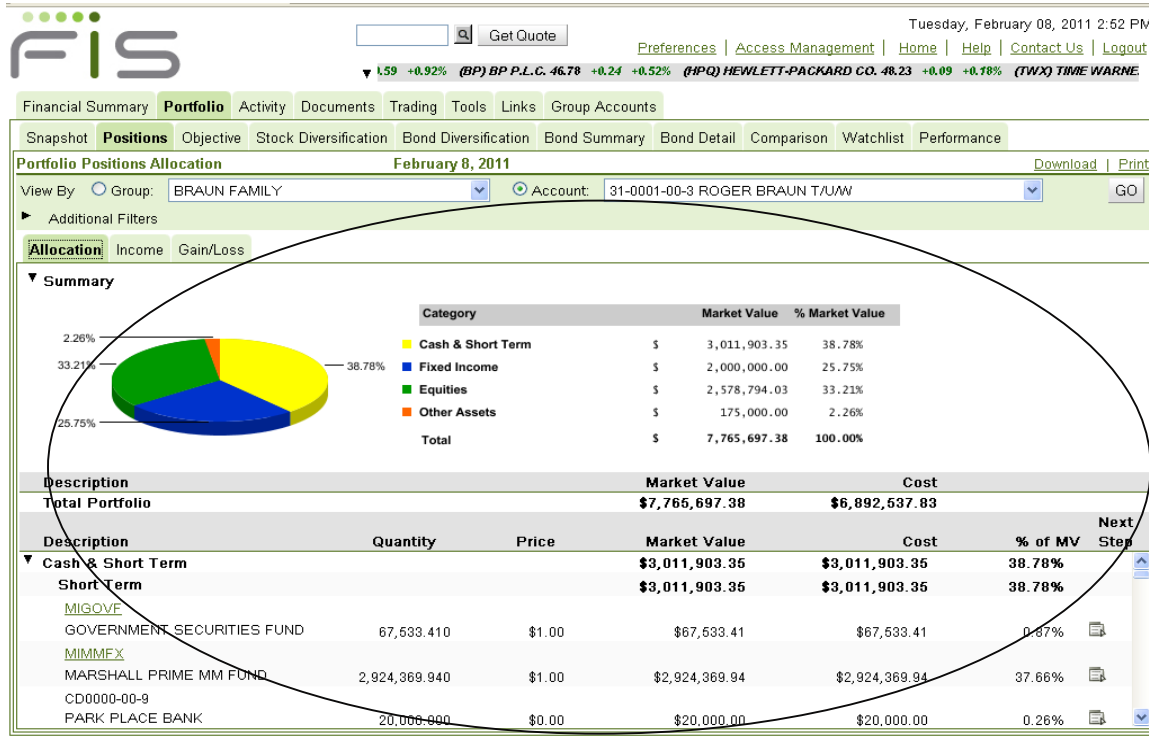 FIS
Get Quote
Tuesday, February 08, 2011 2:52 PM
Preferences | Access Management | Home | Help | Contact Us | Logout
.59 +0.92% (BP) BP P.L.C. 46.78 +0.24 +0.52% (HPQ) HEWLETT-PACKARD CO. 48.23 +0.09 +0.18% (TWX) TIME WARNE
Financial Summary Portfolio Activity Documents Trading Tools Links Group Accounts
Snapshot Positions Objective Stock Diversification Bond Diversification Bond Summary Bond Detail Comparison Watchlist Performance
Portfolio Positions Allocation February 8, 2011 Download | Print
View By Group: BRAUN FAMILY Account: 31-0001-00-3 ROGER BRAUN T/U/W GO
Additional Filters
Allocation Income Gain/Loss
Summary
Category Market Value % Market Value
2.26%
33.21%
38.78%
25.75%
Cash & Short Term $ 3,011,903.35 38.78%
Fixed Income $ 2,000,000.00 25.75%
Equities $ 2,578,794.03 33.21%
Other Assets $ 175,000.00 2.26%
Total $ 7,765,697.38 100.00%
Description Market Value Cost
Total Portfolio $7,765,697.38 $6,892,537.83
Description Quantity Price Market Value Cost % of MV Next Step
Cash & Short Term $3,011,903.35 $3,011,903.35 38.78%
Short Term $3,011,903.35 $3,011,903.35 38.78%
MIGOVF
GOVERNMENT SECURITIES FUND 67,533.410 $1.00 $67,533.41 $67,533.41 0.87%
MIMMFX
MARSHALL PRIME MM FUND 2,924,369.940 $1.00 $2,924,369.94 $2,924,369.94 37.66%
CD0000-00-9
PARK PLACE BANK 20,000.000 $0.00 $20,000.00 $20,000.00 0.26%